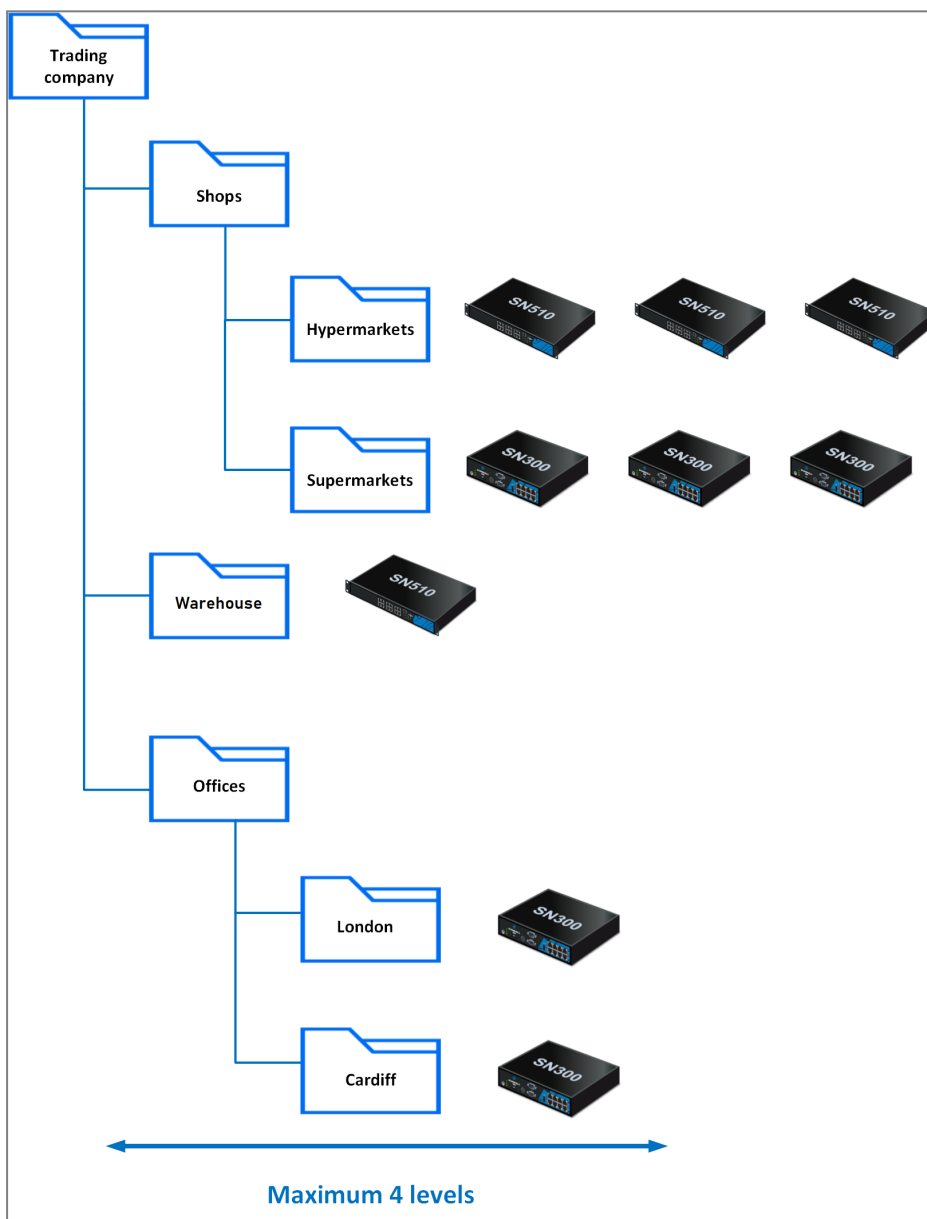 Trading
company
Shops
Hypermarkets
SN510
SN510
SN510
Supermarkets
SN300
SN300
SN300
Warehouse
SN510
Offices
London
SN300
Cardiff
SN300
Maximum 4 levels